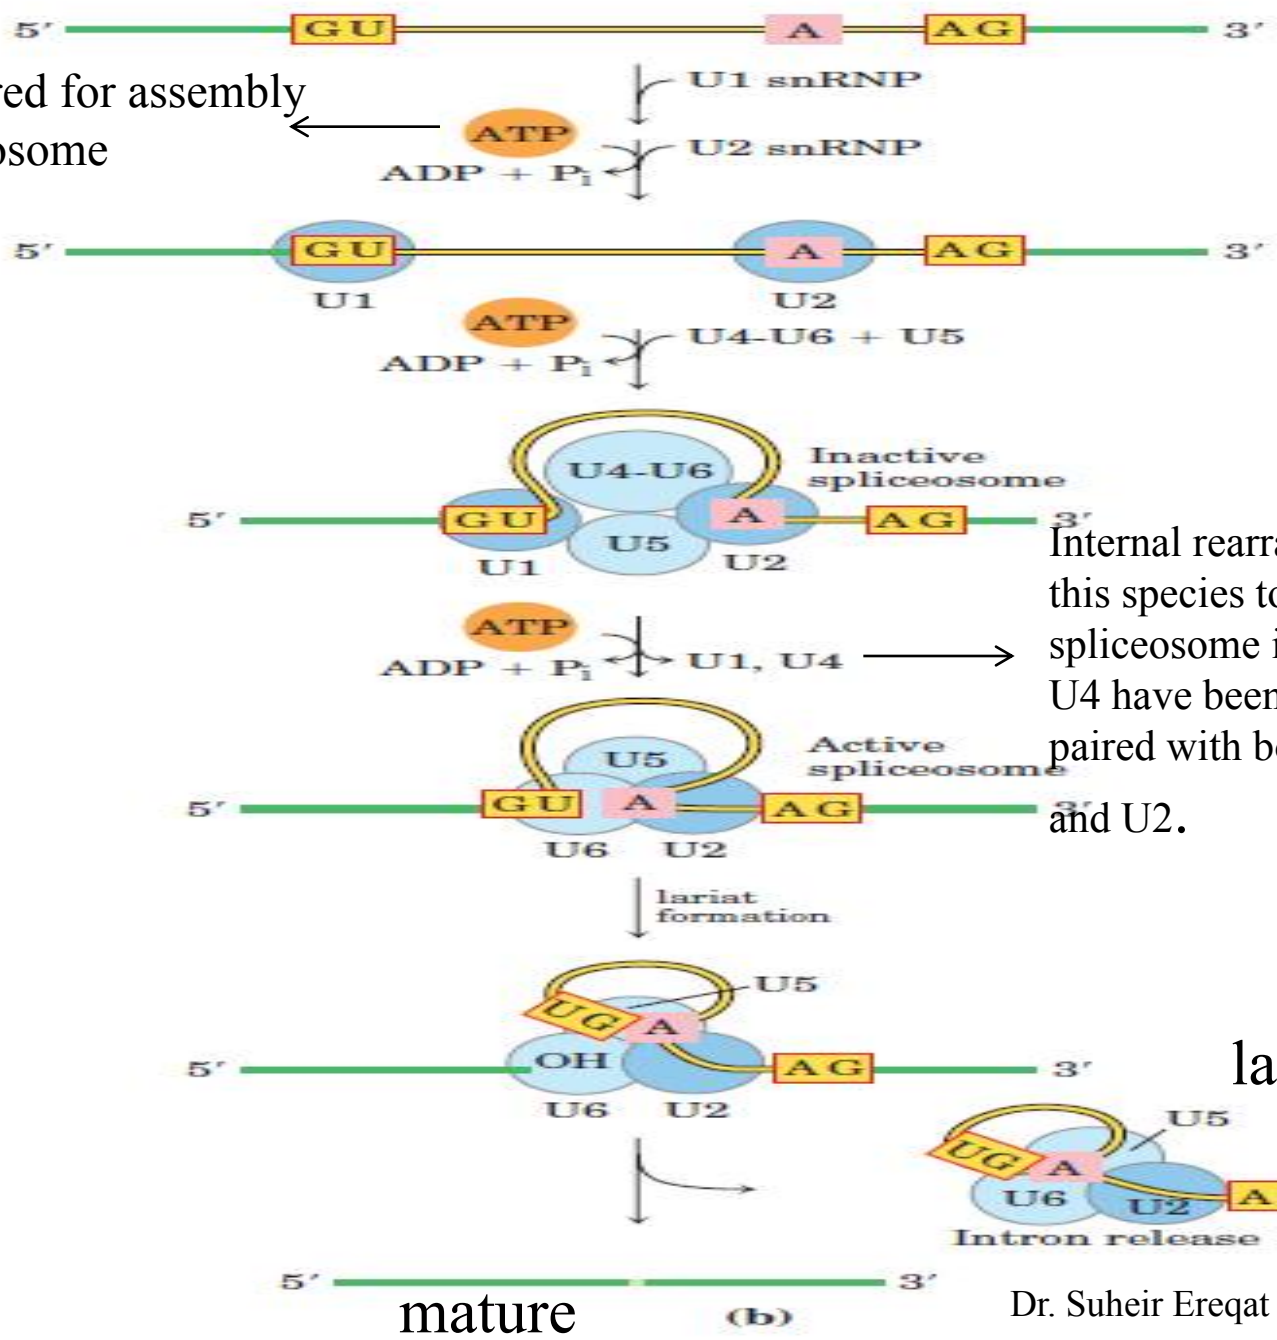 5′ GU A AG 3′
U1 snRNP
red for assembly
osome
ATP
ADP + Pi
U2 snRNP
5′ GU A AG 3′
U1 U2
ATP
ADP + Pi
U4-U6 + U5
Inactive
spliceosome
U4-U6
5′ GU A AG 3′
U5
U1 U2
Internal rearra
this species to
spliceosome i
U4 have been
paired with bo
and U2.
ATP
ADP + Pi
U1, U4
Active
spliceosome
U5
5′ GU A AG 3′
U6 U2
lariat
formation
U5
UG A
5′ OH AG 3′
U6 U2
la
U5
UG A
U6 U2 A
Intron release
5′ 3′
mature
(b)
Dr. Suheir Ereqat